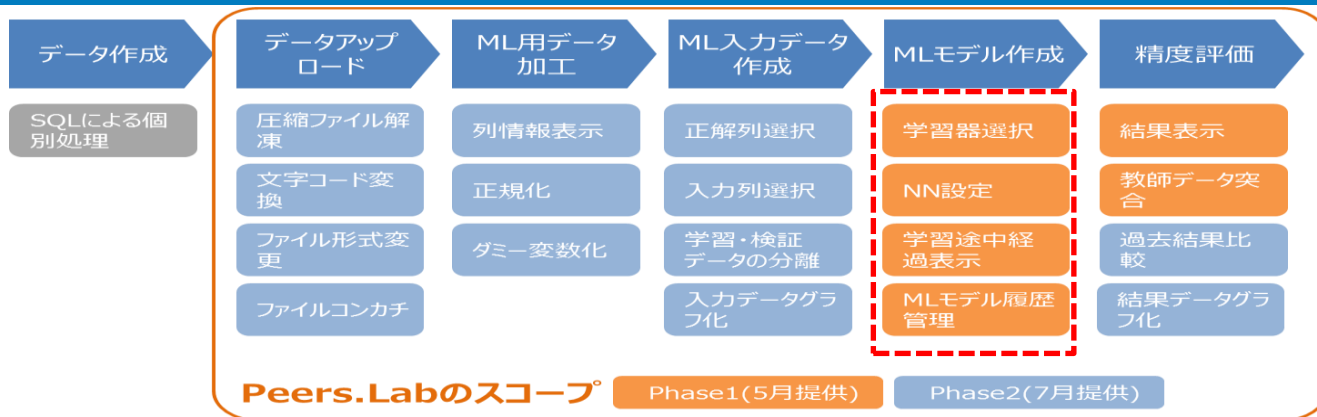 データ作成
データアップ
ロード
ML用データ
加工
ML入力データ
作成
MLモデル作成
精度評価
SQLによる個
別処理
圧縮ファイル解
凍
文字コード変
換
ファイル形式変
更
ファイルコンカチ
列情報表示
正規化
ダミー変数化
正解列選択
入力列選択
学習・検証
データの分離
入力データグラ
フ化
学習器選択
NN設定
学習途中経
過表示
MLモデル履歴
管理
結果表示
教師データ突
合
過去結果比
較
結果データグラ
フ化
Peers.Labのスコープ
Phase1(5月提供)
Phase2(7月提供)